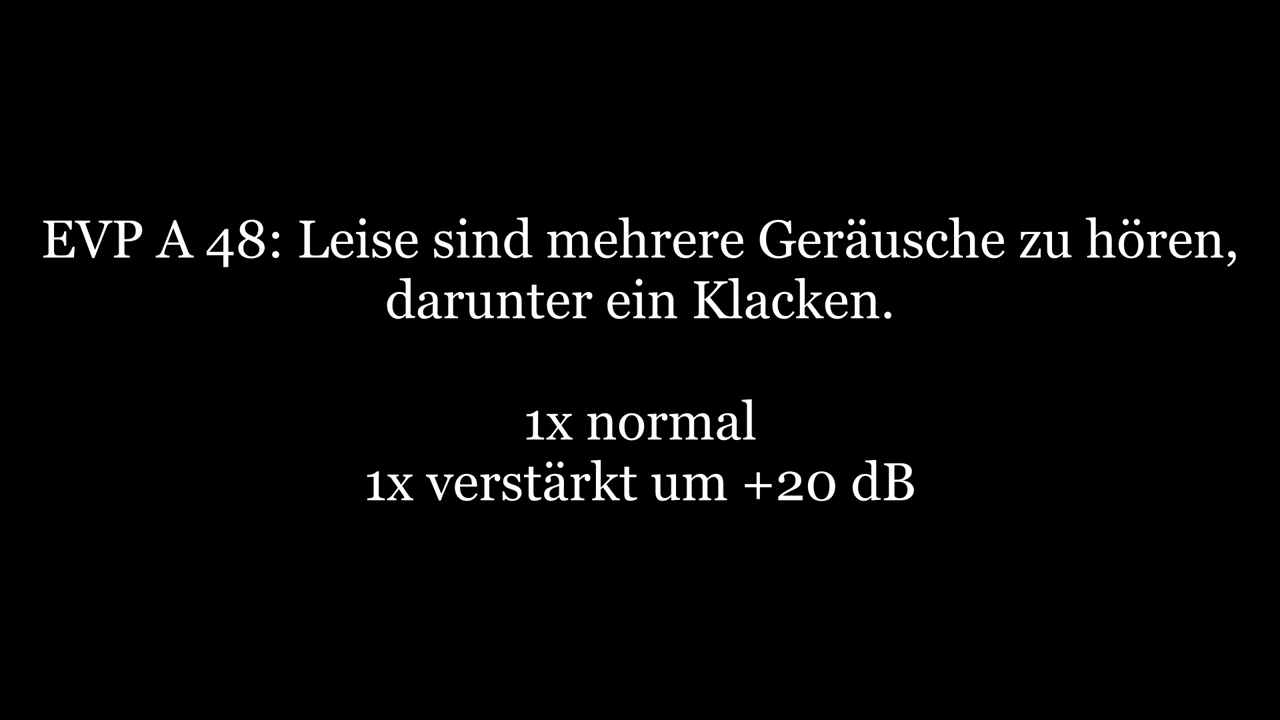 EVP A 48: Leise sind mehrere Geräusche zu hören,
darunter ein Klacken.
1x normal
1x verstärkt um +20 dB